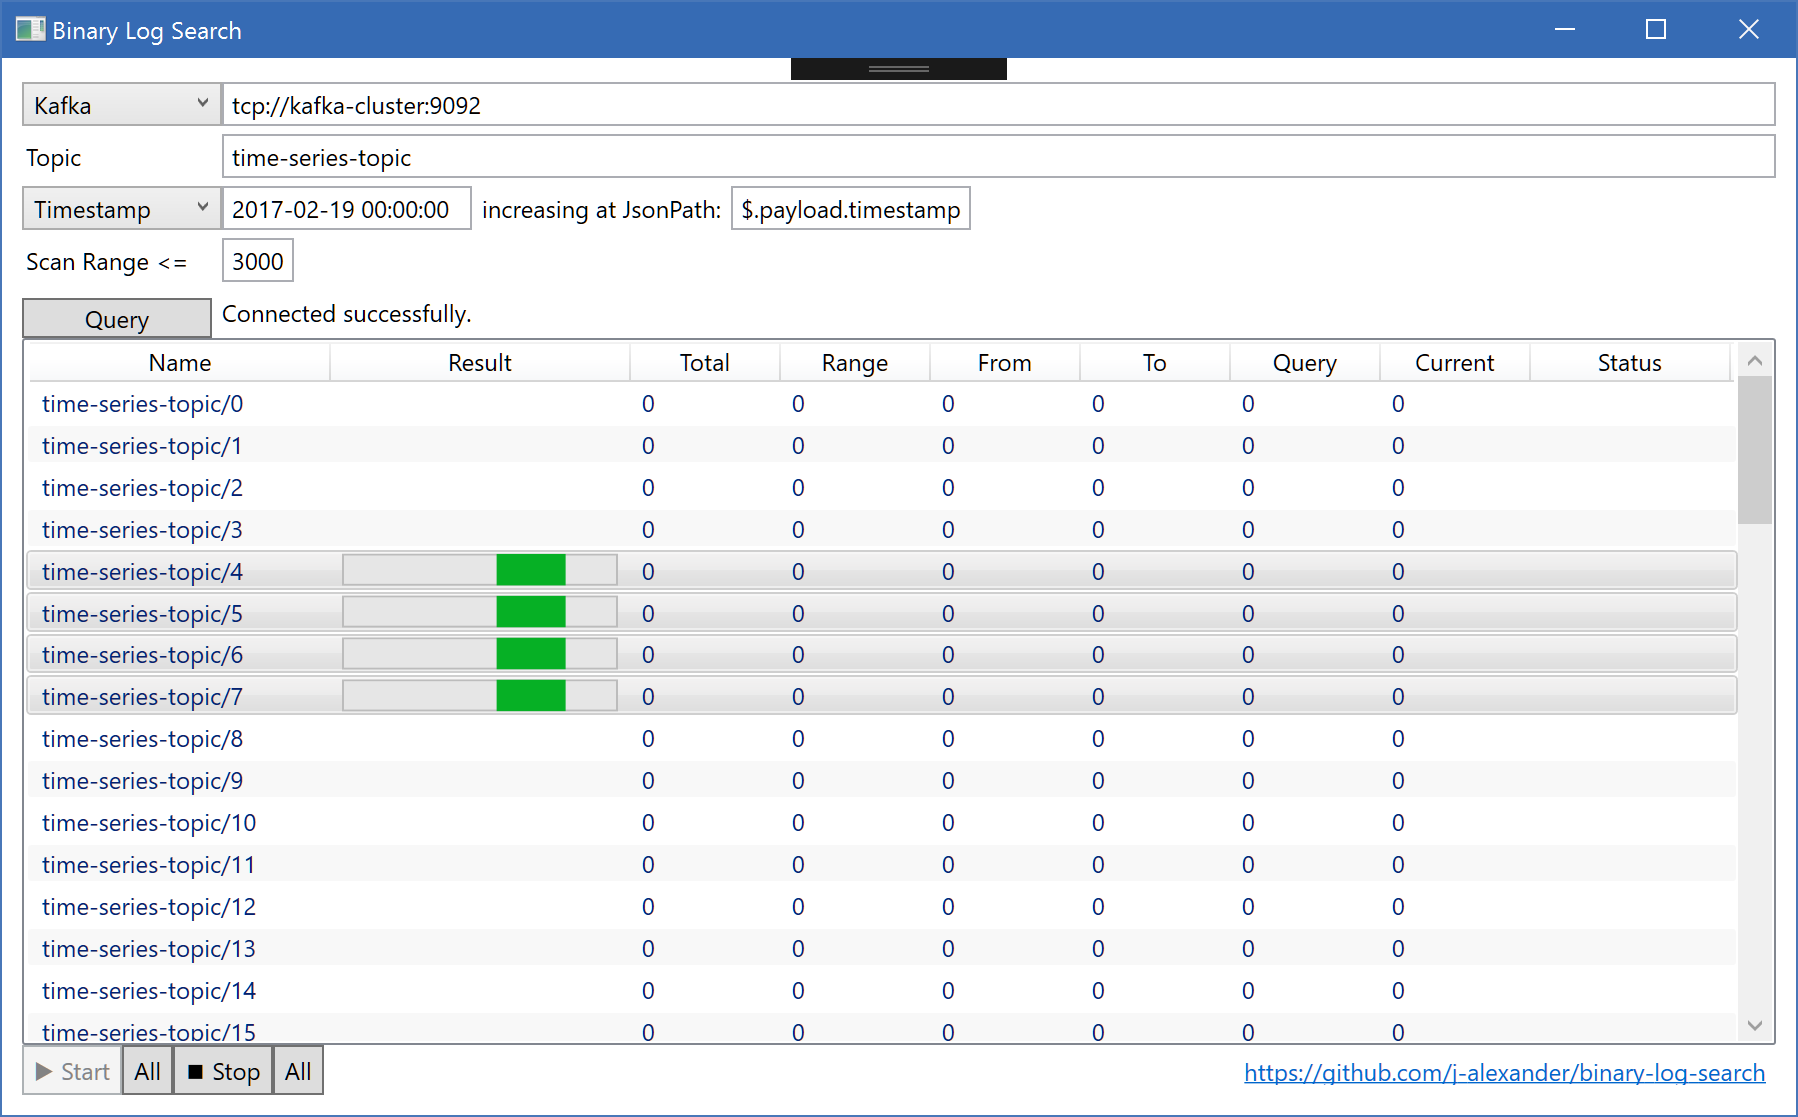 Binary Log Search
Kafka tcp://kafka-cluster:9092
Topic time-series-topic
Timestamp 2017-02-19 00:00:00 increasing at JsonPath: $.payload.timestamp
Scan Range <= 3000
Query Connected successfully.
Name Result Total Range From To Query Current Status
time-series-topic/0 0 0 0 0 0 0
time-series-topic/1 0 0 0 0 0 0
time-series-topic/2 0 0 0 0 0 0
time-series-topic/3 0 0 0 0 0 0
time-series-topic/4 0 0 0 0 0 0
time-series-topic/5 0 0 0 0 0 0
time-series-topic/6 0 0 0 0 0 0
time-series-topic/7 0 0 0 0 0 0
time-series-topic/8 0 0 0 0 0 0
time-series-topic/9 0 0 0 0 0 0
time-series-topic/10 0 0 0 0 0 0
time-series-topic/11 0 0 0 0 0 0
time-series-topic/12 0 0 0 0 0 0
time-series-topic/13 0 0 0 0 0 0
time-series-topic/14 0 0 0 0 0 0
time-series-topic/15 0 0 0 0 0 0
Start All Stop All https://github.com/j-alexander/binary-log-search